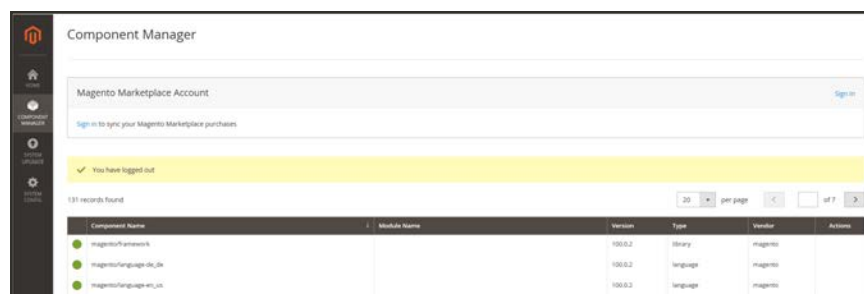 Component Manager
HOME
Magento Marketplace Account
Sign in
COMPONENT
MANAGER
Sign in to sync your Magento Marketplace purchases
SYSTEM
UPGRADE
You have logged out
SYSTEM
CONFIG
131 records found
20 per page of 7
Component Name Module Name Version Type Vendor Actions
magento/framework 100.0.2 library magento
magento/language-de_de 100.0.2 language magento
magento/language-en_us 100.0.2 language magento